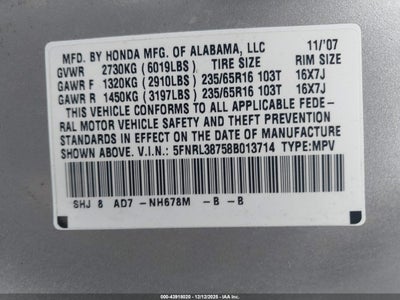 MFD. BY HONDA MFG. OF ALABAMA, LLC 11/'07
GVWR 2730KG (6019LBS) TIRE SIZE RIM SIZE
GAWR F 1320KG (2910LBS) 235/65R16 103T 16X7J
GAWR R 1450KG (3197LBS) 235/65R16 103T 16X7J
THIS VEHICLE CONFORMS TO ALL APPLICABLE FEDE-
RAL MOTOR VEHICLE SAFETY AND THEFT PREVENTION
STANDARDS IN EFFECT ON THE DATE OF MANUFACTURE
SHOWN ABOVE. V.I.N.: 5FNRL38758B013714 TYPE:MPV
SHJ 8 AD7 -NH678M -B -B
000-43918020 - 12/12/2025 - IAA, Inc.